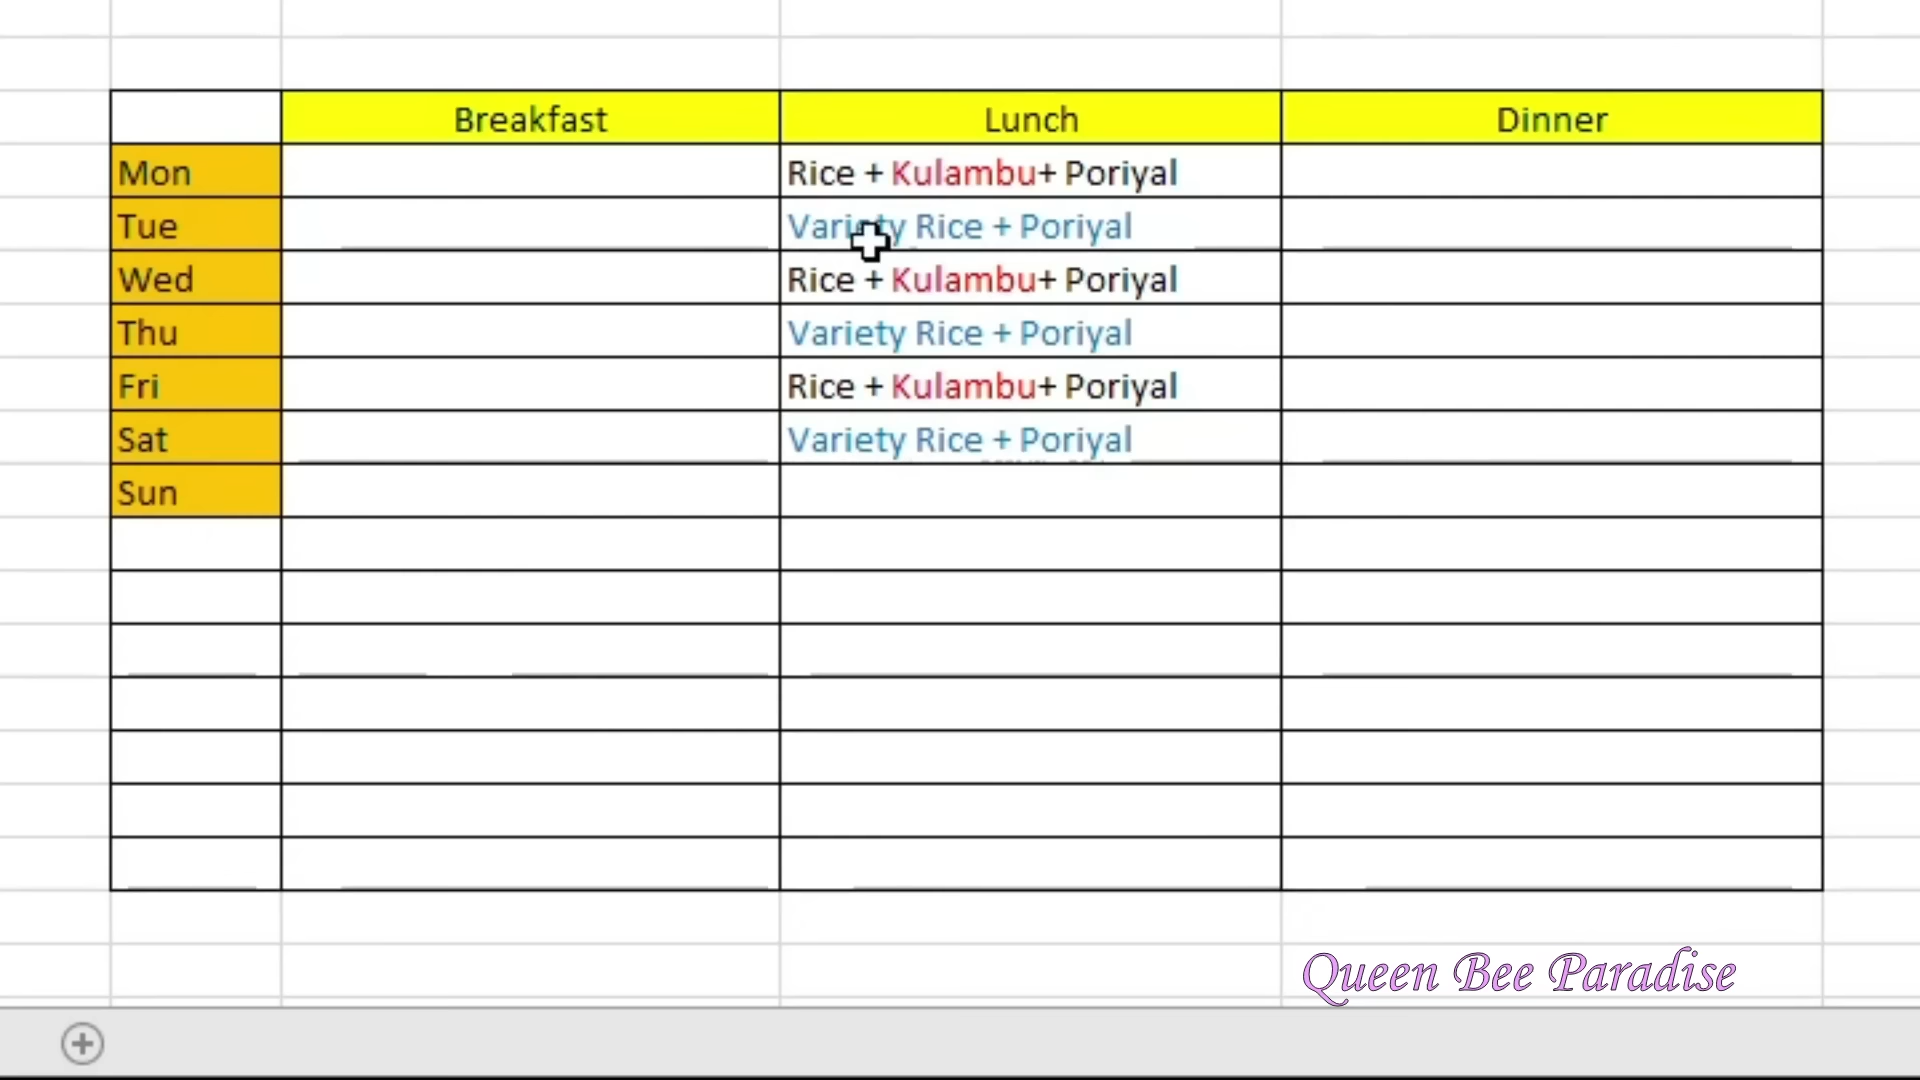 Breakfast Lunch Dinner
Mon Rice + Kulambu+ Poriyal
Tue Variety Rice + Poriyal
Wed Rice + Kulambu+ Poriyal
Thu Variety Rice + Poriyal
Fri Rice + Kulambu+ Poriyal
Sat Variety Rice + Poriyal
Sun
Queen Bee Paradise